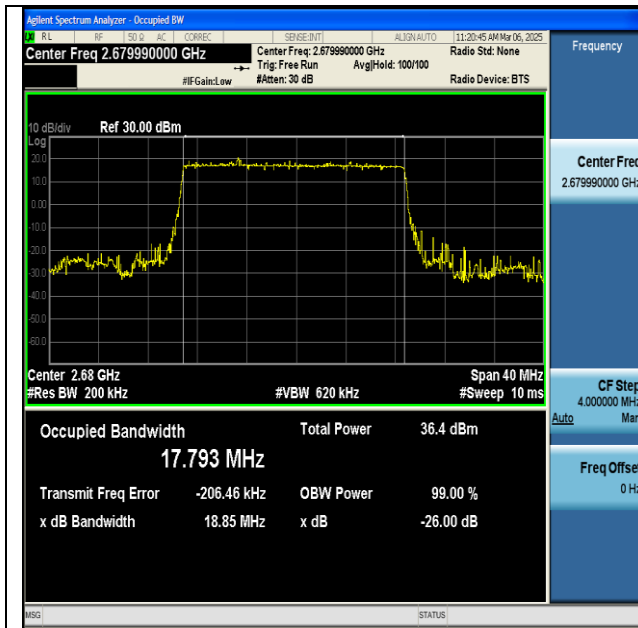 Agilent Spectrum Analyzer - Occupied BW
RL RF 50 Ω AC CORREC SENSE:INT ALIGN AUTO 11:20:45 AM Mar 06, 2025
Center Freq 2.679990000 GHz
Center Freq: 2.679990000 GHz
Radio Std: None
Trig: Free Run Avg|Hold: 100/100
#IFGain:Low #Atten: 30 dB Radio Device: BTS
10 dB/div Ref 30.00 dBm
Log
20.0
10.0
0.00
-10.0
-20.0
-30.0
-40.0
-50.0
-60.0
Center 2.68 GHz Span 40 MHz
#Res BW 200 kHz #VBW 620 kHz #Sweep 10 ms
Occupied Bandwidth Total Power 36.4 dBm
17.793 MHz
Transmit Freq Error -206.46 kHz OBW Power 99.00 %
x dB Bandwidth 18.85 MHz x dB -26.00 dB
MSG STATUS
Frequency
Center Freq
2.679990000 GHz
CF Step
4.000000 MHz
Auto Man
Freq Offset
0 Hz